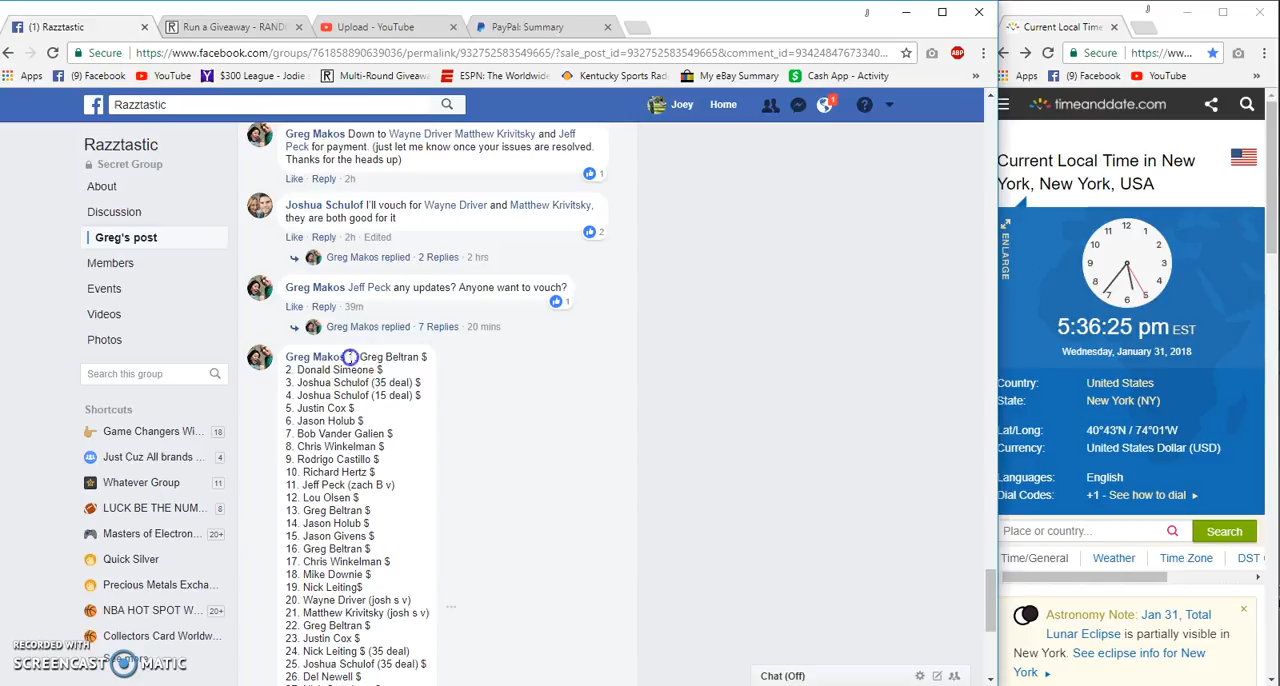 (1) Razztastic
Run a Giveaway - RAND
Upload - YouTube
PayPal: Summary
Current Local Time in Ne
Secure
https://www.facebook.com/groups/761858890639036/permalink/932752583549665/?sale_post_id=932752583549665&comment_id=93424847673340...
Secure
https://ww...
Apps
(9) Facebook
YouTube
$300 League - Jodie
Multi-Round Giveaw
ESPN: The Worldwide
Kentucky Sports Rad
My eBay Summary
Cash App - Activity
»
Apps
(9) Facebook
YouTube
Razztastic
Joey
Home
1
timeanddate.com
Razztastic
Secret Group
About
Discussion
Greg's post
Members
Events
Videos
Photos
Search this group
Shortcuts
Game Changers Wi... 18
Just Cuz All brands ... 4
Whatever Group 11
LUCK BE THE NUM... 8
Masters of Electron... 20+
Quick Silver
Precious Metals Excha...
NBA HOT SPOT W... 20+
Collectors Card Worldw...
RECORDED WITH
SCREENCAST MATIC
Greg Makos Down to Wayne Driver Matthew Krivitsky and Jeff
Peck for payment. (just let me know once your issues are resolved.
Thanks for the heads up)
1
Like · Reply · 2h
Joshua Schulof I'll vouch for Wayne Driver and Matthew Krivitsky,
they are both good for it
2
Like · Reply · 2h · Edited
Greg Makos replied · 2 Replies · 2 hrs
Greg Makos Jeff Peck any updates? Anyone want to vouch?
1
Like · Reply · 39m
Greg Makos replied · 7 Replies · 20 mins
Greg Makos Greg Beltran $
2. Donald Simeone $
3. Joshua Schulof (35 deal) $
4. Joshua Schulof (15 deal) $
5. Justin Cox $
6. Jason Holub $
7. Bob Vander Galien $
8. Chris Winkelman $
9. Rodrigo Castillo $
10. Richard Hertz $
11. Jeff Peck (zach B v)
12. Lou Olsen $
13. Greg Beltran $
14. Jason Holub $
15. Jason Givens $
16. Greg Beltran $
17. Chris Winkelman $
18. Mike Downie $
19. Nick Leiting$
20. Wayne Driver (josh s v)
21. Matthew Krivitsky (josh s v)
22. Greg Beltran $
23. Justin Cox $
24. Nick Leiting $ (35 deal)
25. Joshua Schulof (35 deal) $
26. Del Newell $
Chat (Off)
Current Local Time in New
York, New York, USA
ENLARGE
12 1 2 3 4 5 6 7 8 9 10 11
5:36:25 pm EST
Wednesday, January 31, 2018
Country: United States
State: New York (NY)
Lat/Long: 40°43'N / 74°01'W
Currency: United States Dollar (USD)
Languages: English
Dial Codes: +1 - See how to dial
Place or country...
Search
Time/General
Weather
Time Zone
DST
Astronomy Note: Jan 31, Total
Lunar Eclipse is partially visible in
New York. See eclipse info for New
York